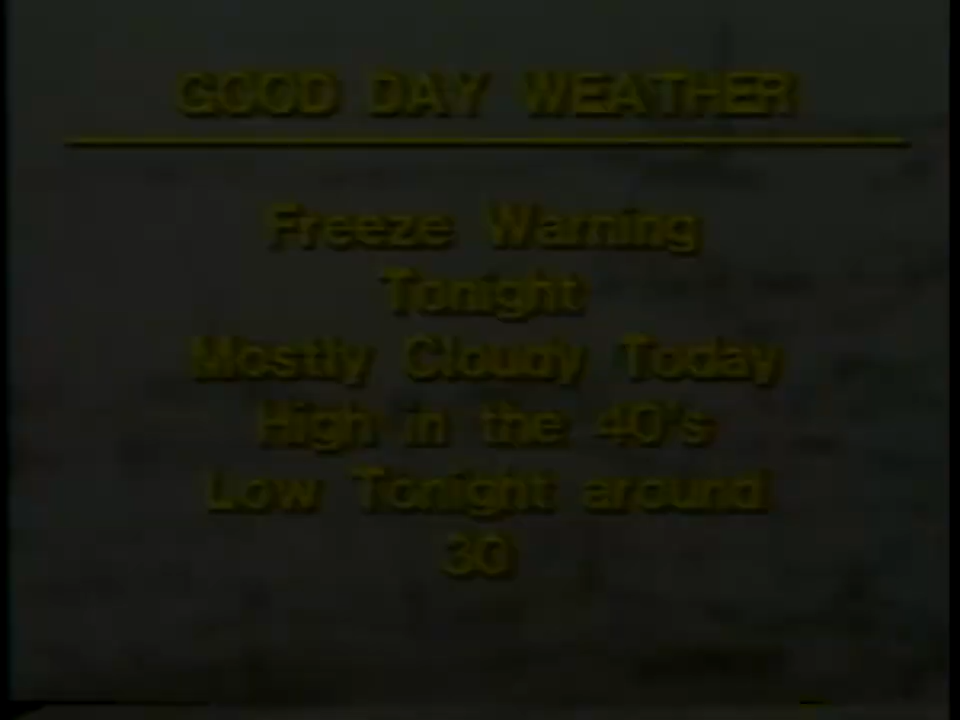 GOOD DAY WEATHER
Freeze Warning
Tonight
Mostly Cloudy Today
High in the 40's
Low Tonight around
30